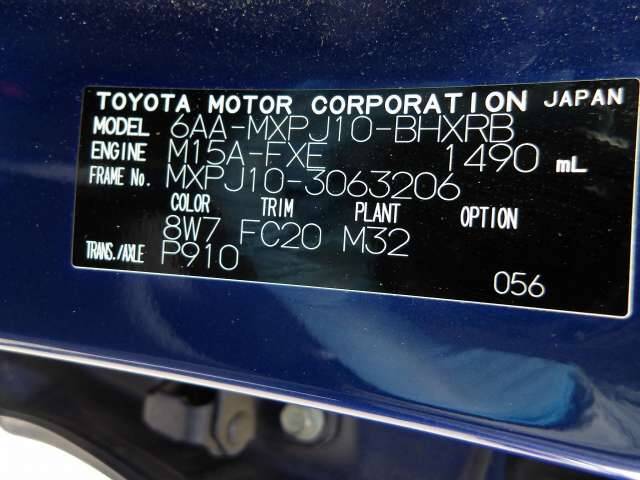 TOYOTA MOTOR CORPORATION JAPAN
MODEL 6AA-MXPJ10-BHXRB
ENGINE M15A-FXE 1490 mL
FRAME No. MXPJ10-3063206
COLOR TRIM PLANT OPTION
8W7 FC20 M32
TRANS./AXLE P910
056